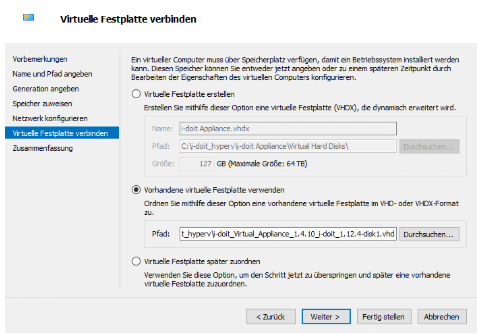 Virtuelle Festplatte verbinden
Vorbemerkungen
Name und Pfad angeben
Generation angeben
Speicher zuweisen
Netzwerk konfigurieren
Virtuelle Festplatte verbinden
Zusammenfassung
Ein virtueller Computer muss über Speicherplatz verfügen, damit ein Betriebssystem installiert werden
kann. Diesen Speicher können Sie entweder jetzt angeben oder zu einem späteren Zeitpunkt durch
Bearbeiten der Eigenschaften des virtuellen Computers konfigurieren.
Virtuelle Festplatte erstellen
Erstellen Sie mithilfe dieser Option eine virtuelle Festplatte (VHDX), die dynamisch erweitert wird.
Name: i-doit Appliance.vhdx
Pfad: C:\i-doit_hyperv\i-doit Appliance\Virtual Hard Disks\ Durchsuchen...
Größe: 127 GB (Maximale Größe: 64 TB)
Vorhandene virtuelle Festplatte verwenden
Ordnen Sie mithilfe dieser Option eine vorhandene virtuelle Festplatte im VHD- oder VHDX-Format
zu.
Pfad: t_hyperv\i-doit_Virtual_Appliance_1.4.10_i-doit_1.12.4-disk1.vhd Durchsuchen...
Virtuelle Festplatte später zuordnen
Verwenden Sie diese Option, um den Schritt jetzt zu überspringen und später eine vorhandene
virtuelle Festplatte zuzuordnen.
< Zurück Weiter > Fertig stellen Abbrechen